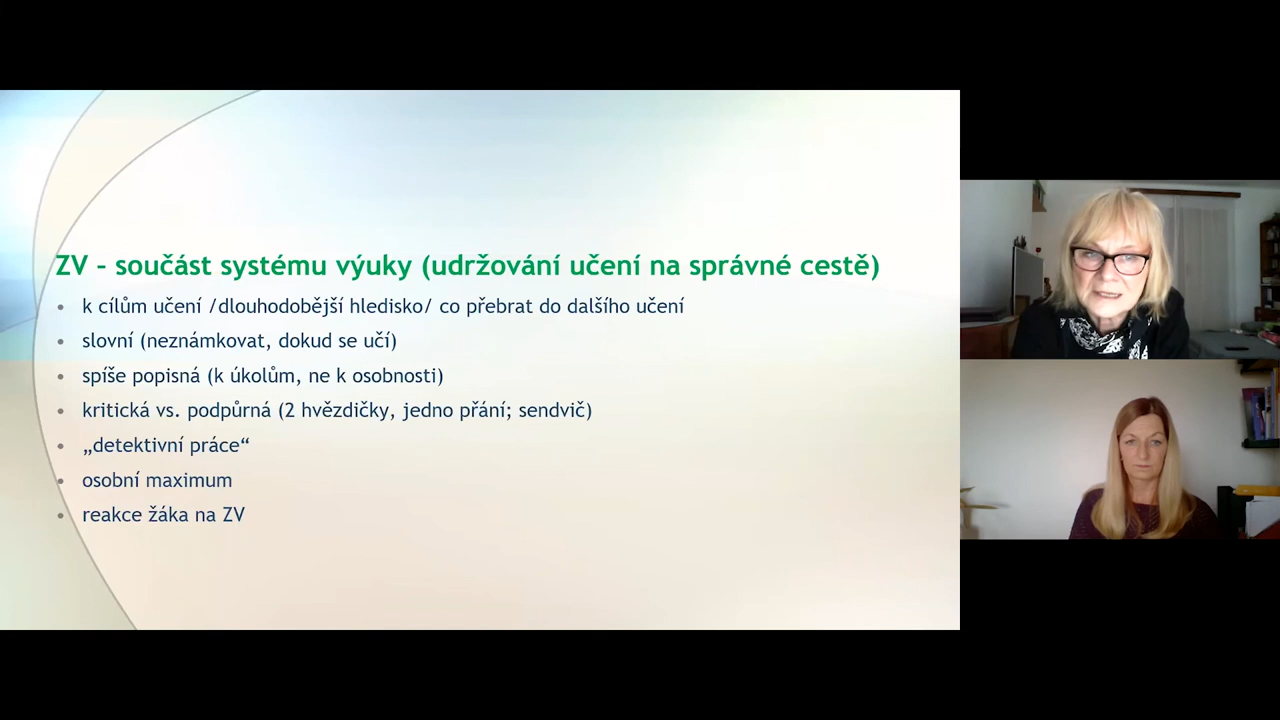 ZV – součást systému výuky (udržování učení na správné cestě)
• k cílům učení /dlouhodobější hledisko/ co přebrat do dalšího učení
• slovní (neznámkovat, dokud se učí)
• spíše popisná (k úkolům, ne k osobnosti)
• kritická vs. podpůrná (2 hvězdičky, jedno přání; sendvič)
• „detektivní práce“
• osobní maximum
• reakce žáka na ZV